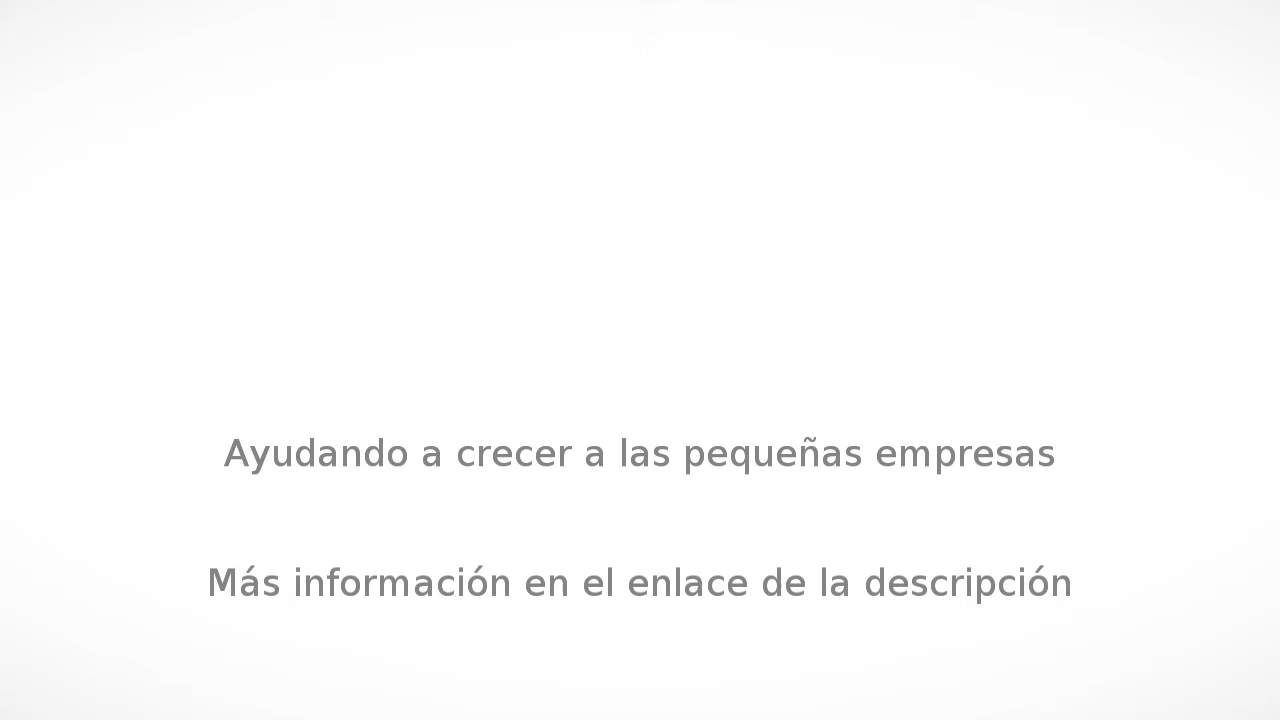 Ayudando a crecer a las pequeñas empresas
Más información en el enlace de la descripción